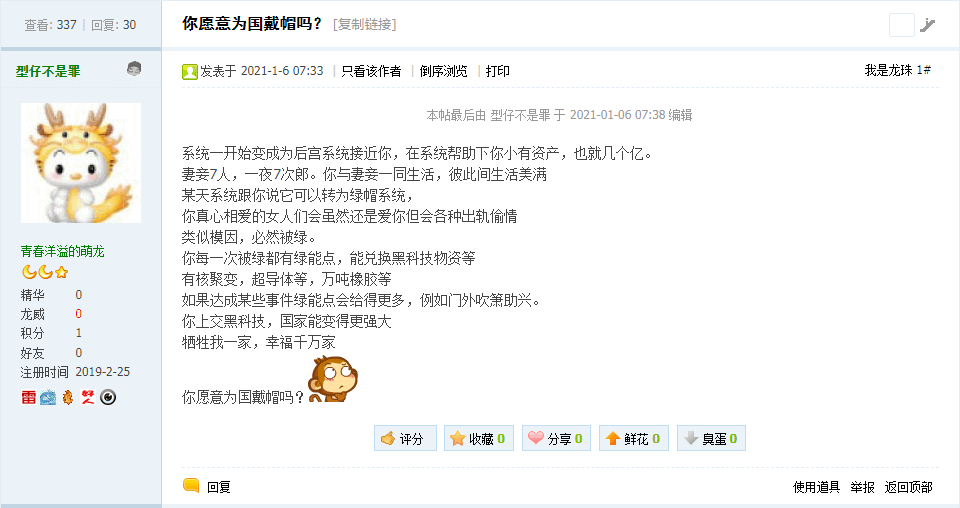 查看: 337 | 回复: 30
你愿意为国戴帽吗？ [复制链接]
型仔不是罪
发表于 2021-1-6 07:33 | 只看该作者 | 倒序浏览 | 打印
我是龙珠 1#
本帖最后由 型仔不是罪 于 2021-01-06 07:38 编辑
系统一开始变成为后宫系统接近你，在系统帮助下你小有资产，也就几个亿。
妻妾7人，一夜7次郎。你与妻妾一同生活，彼此间生活美满
某天系统跟你说它可以转为绿帽系统，
你真心相爱的女人们会虽然还是爱你但会各种出轨偷情
类似模因，必然被绿。
你每一次被绿都有绿能点，能兑换黑科技物资等
有核聚变，超导体等，万吨橡胶等
如果达成某些事件绿能点会给得更多，例如门外吹箫助兴。
你上交黑科技，国家能变得更强大
牺牲我一家，幸福千万家
你愿意为国戴帽吗？
青春洋溢的萌龙
精华 0
龙威 0
积分 1
好友 0
注册时间 2019-2-25
雷
评分
收藏 0
分享 0
鲜花 0
臭蛋 0
回复
使用道具 举报 返回顶部